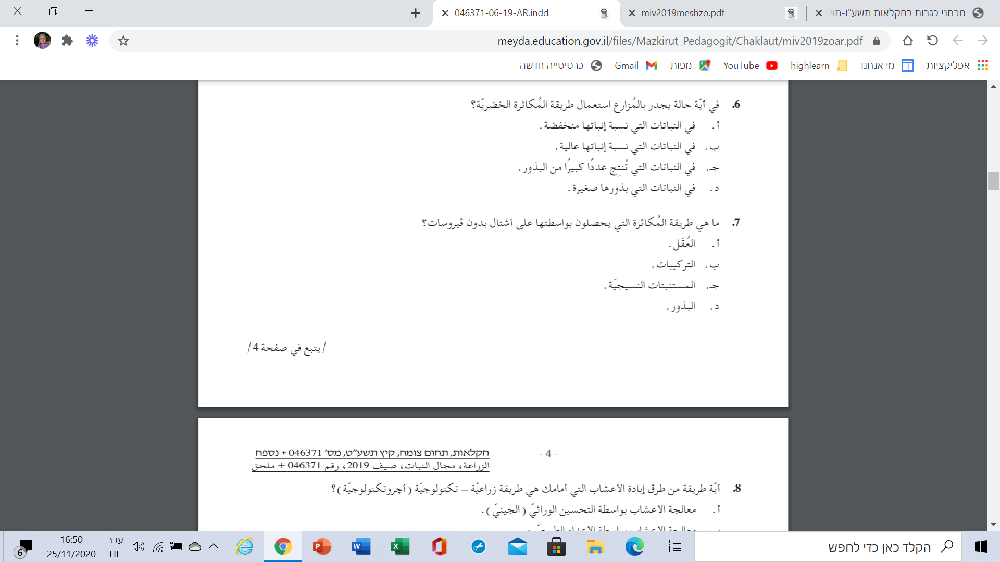 046371-06-19-AR.indd
miv2019meshzo.pdf
מבחני בגרות בחקלאות תשע"ו-תש
meyda.education.gov.il/files/Mazkirut_Pedagogit/Chaklaut/miv2019zoar.pdf
אפליקציות
מי אנחנו
highlearn
YouTube
מפות
Gmail
כרטיסייה חדשה
6. في أيّة حالة يجدر بالمُزارع استعمال طريقة المُكاثرة الخضريّة؟
أ. في النباتات التي نسبة إنباتها منخفضة.
ب. في النباتات التي نسبة إنباتها عالية.
جـ. في النباتات التي تُنتِج عددًا كبيرًا من البذور.
د. في النباتات التي بذورها صغيرة.
7. ما هي طريقة المُكاثرة التي يحصلون بواسطتها على أشتال بدون ڤيروسات؟
أ. العُقَل.
ب. التركيبات.
جـ. المستنبتات النسيجيّة.
د. البذور.
/يتبع في صفحة 4/
- 4 -
חקלאות, תחום צומח, קיץ תשע"ט, מס' 046371 + נספח
الزراعة، مجال النبات، صيف 2019، رقم 046371 + ملحق
8. أيّة طريقة من طرق إبادة الأعشاب التي أمامك هي طريقة زراعيّة – تكنولوجيّة (أچروتكنولوجيّة)؟
أ. معالجة الأعشاب بواسطة التحسين الوراثيّ (الجينيّ).
הקלד כאן כדי לחפש
עבר
HE
16:50
25/11/2020
6